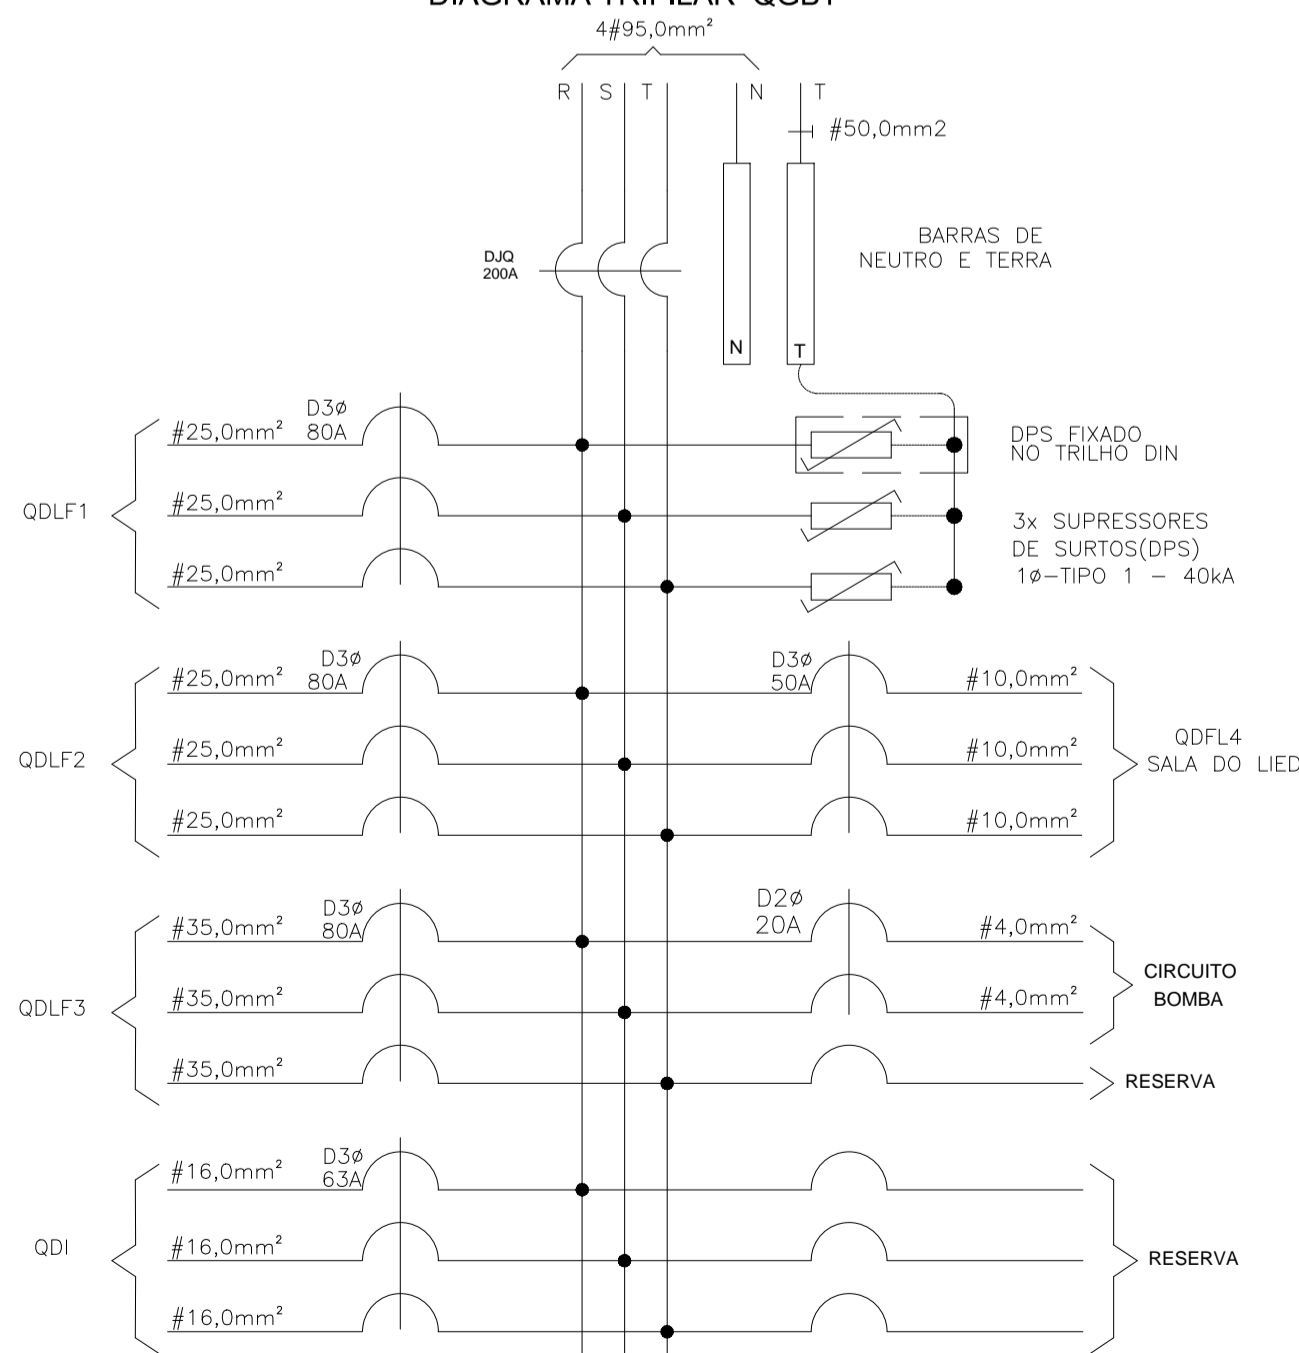 4#95,0mm²
R S T N T
#50,0mm2
BARRAS DE
NEUTRO E TERRA
DJQ
200A
N T
D3ø
#25,0mm² 80A
DPS FIXADO
NO TRILHO DIN
QDLF1
#25,0mm²
3x SUPRESSORES
DE SURTOS(DPS)
1ø-TIPO 1 - 40kA
#25,0mm²
D3ø
#25,0mm² 80A
D3ø
50A
#10,0mm²
QDLF2
#25,0mm²
#10,0mm²
QDFL4
SALA DO LIED
#25,0mm²
#10,0mm²
D3ø
#35,0mm² 80A
D2ø
20A
#4,0mm²
QDLF3
#35,0mm²
#4,0mm²
CIRCUITO
BOMBA
#35,0mm²
RESERVA
D3ø
#16,0mm² 63A
QDI
#16,0mm²
RESERVA
#16,0mm²